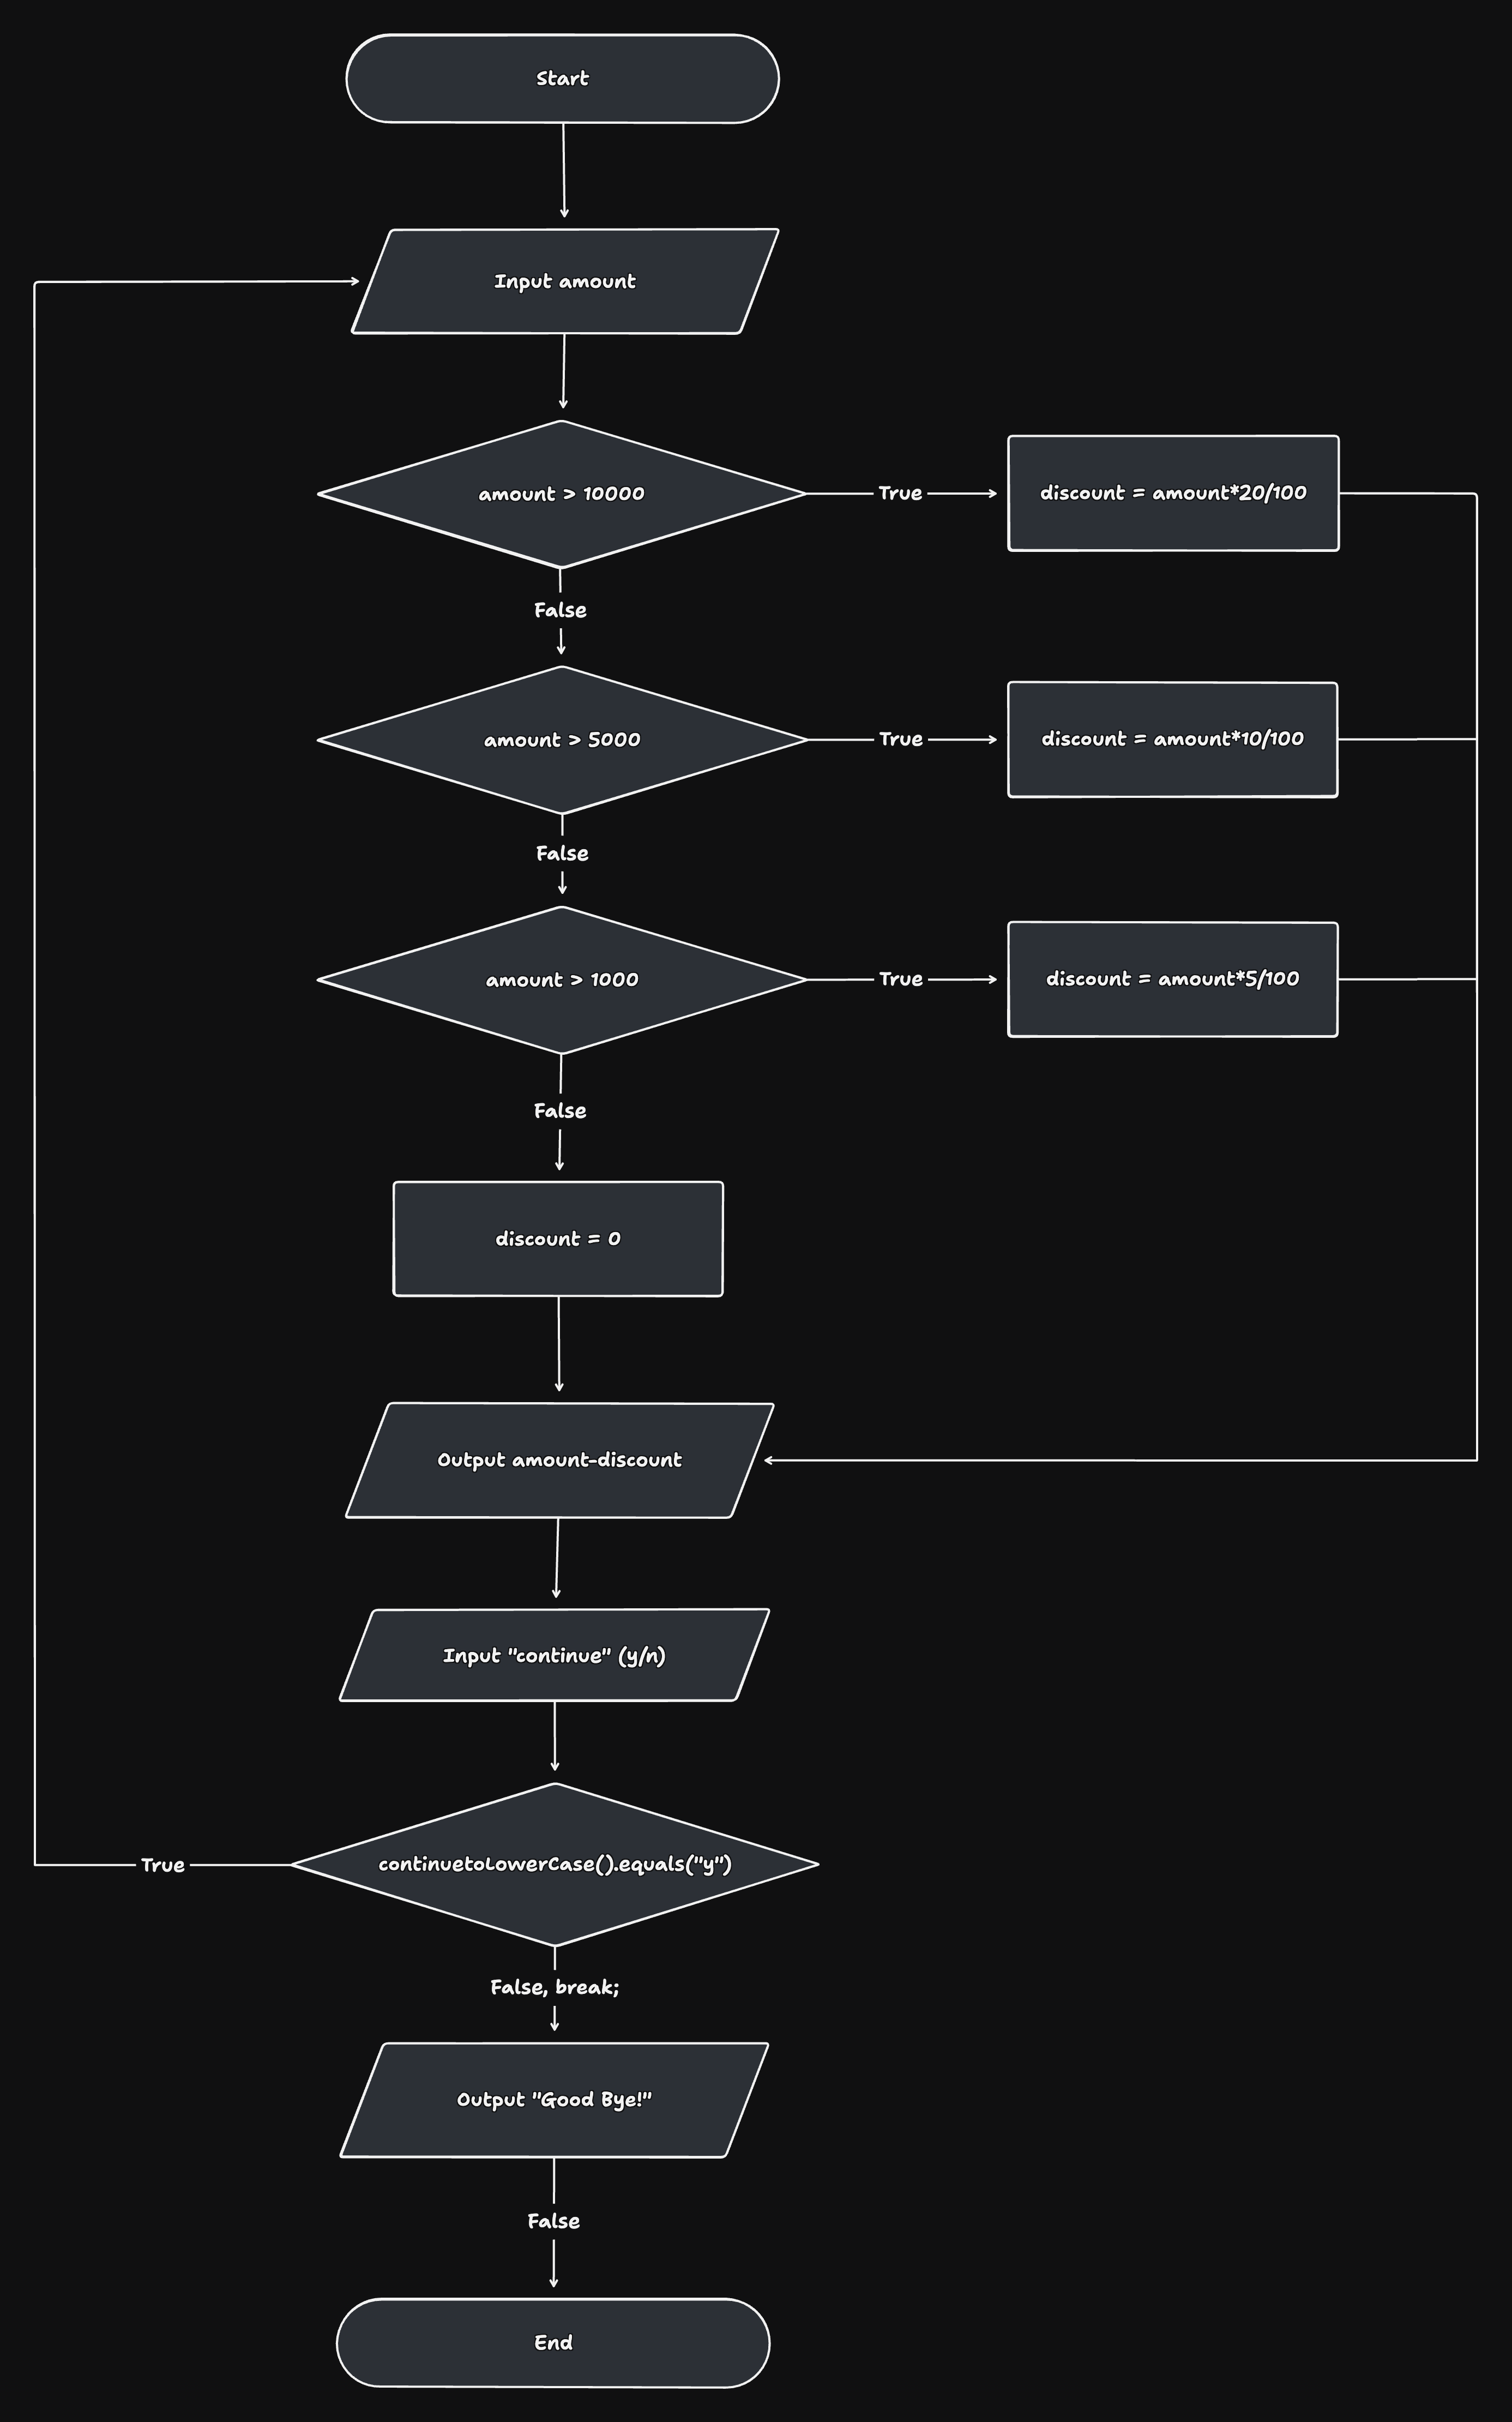 Start
Input amount
amount > 10000
True
discount = amount*20/100
False
amount > 5000
True
discount = amount*10/100
False
amount > 1000
True
discount = amount*5/100
False
discount = 0
Output amount-discount
Input "continue" (y/n)
continuetoLowerCase().equals("y")
True
False, break;
Output "Good Bye!"
False
End